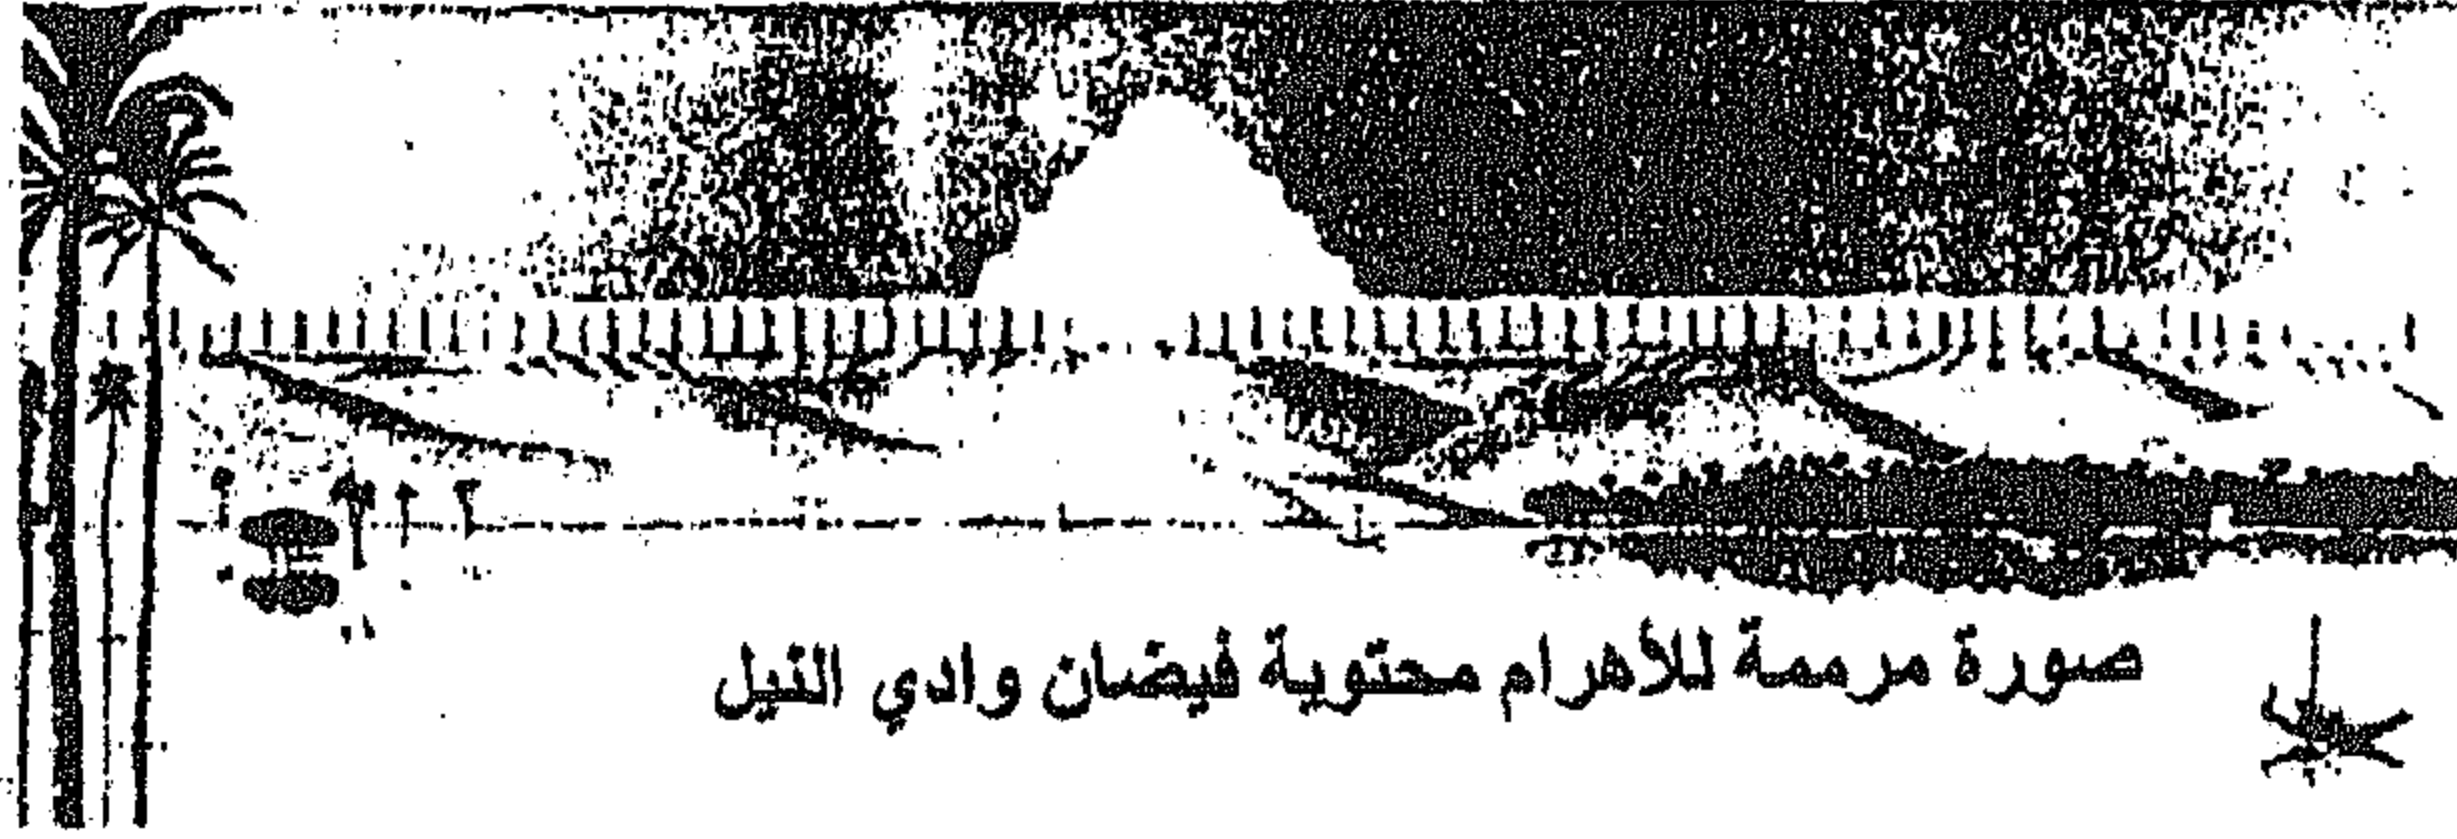 صورة مرممة للأهرام محتوية فيضان وادي النيل